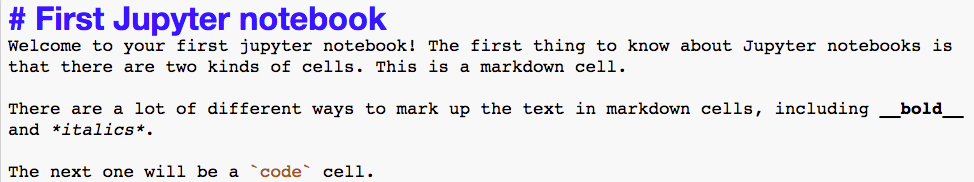 # First Jupyter notebook
Welcome to your first jupyter notebook! The first thing to know about Jupyter notebooks is
that there are two kinds of cells. This is a markdown cell.
There are a lot of different ways to mark up the text in markdown cells, including __bold__
and *italics*.
The next one will be a `code` cell.